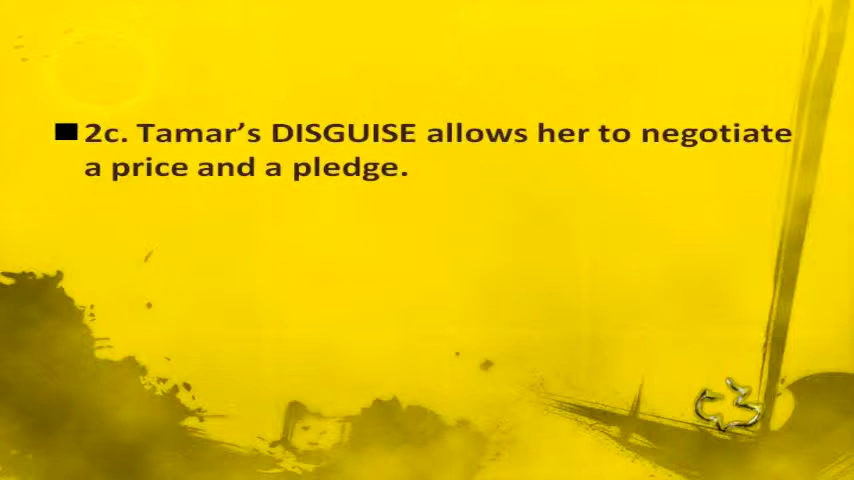 2c. Tamar’s DISGUISE allows her to negotiate
a price and a pledge.